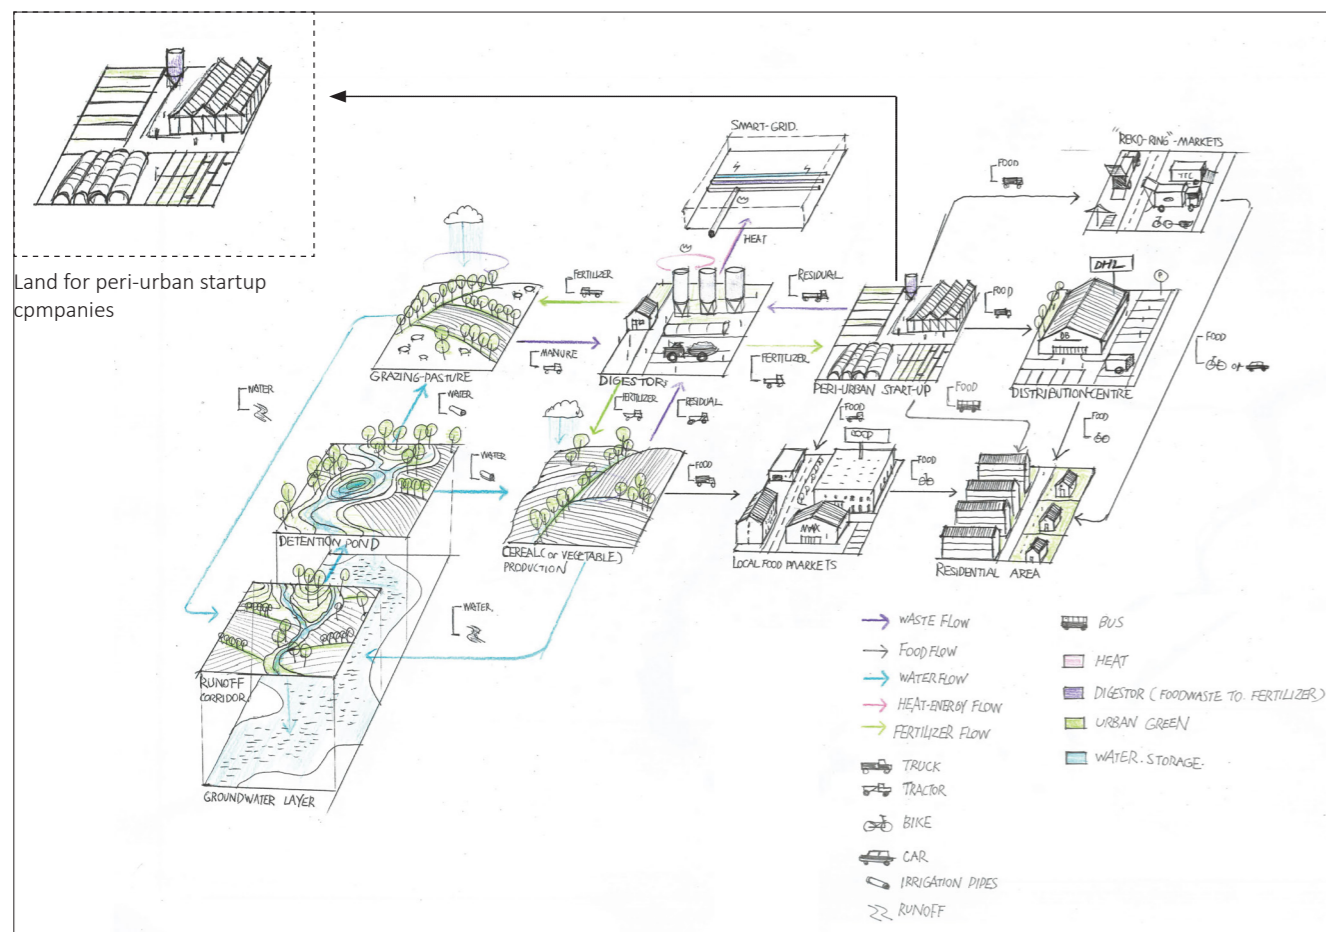 Land for peri-urban startup
cpmpanies
SMART-GRID.
"REKO-RING"-MARKETS
FOOD
HEAT
FERTILIZER
RESIDUAL
DHL
P
FOOD
FOOD
OR
MANURE
FERTILIZER
GRAZING-PASTURE
DIGESTORS
PERI-URBAN START-UP
DISTRIBUTION-CENTRE
WATER
WATER
FERTILIZER
RESIDUAL
FOOD
FOOD
FOOD
COOP
WATER
FOOD
FOOD
MAX
DETENTION POND
CEREAL (or VEGETABLE)
PRODUCTION
LOCAL FOOD MARKETS
RESIDENTIAL AREA
WATER
RUNOFF
CORRIDOR
GROUNDWATER LAYER
WASTE FLOW
FOOD FLOW
WATER FLOW
HEAT-ENERGY FLOW
FERTILIZER FLOW
TRUCK
TRACTOR
BIKE
CAR
IRRIGATION PIPES
RUNOFF
BUS
HEAT
DIGESTOR (FOODWASTE TO FERTILIZER)
URBAN GREEN
WATER-STORAGE.